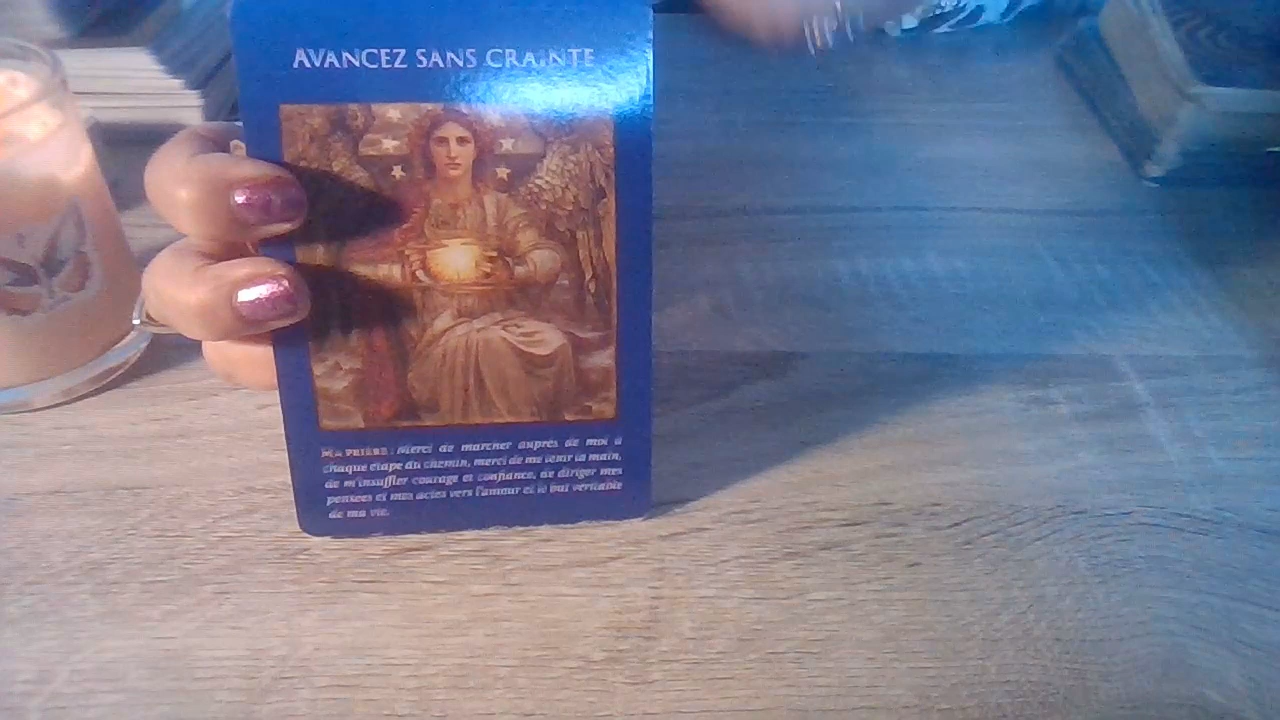 AVANCEZ SANS CRAINTE
MA PRIÈRE : Merci de marcher auprès de moi à
chaque étape du chemin, merci de me tenir la main,
de m'insuffler courage et confiance, de diriger mes
pensées et mes actes vers l'amour et le but véritable
de ma vie.